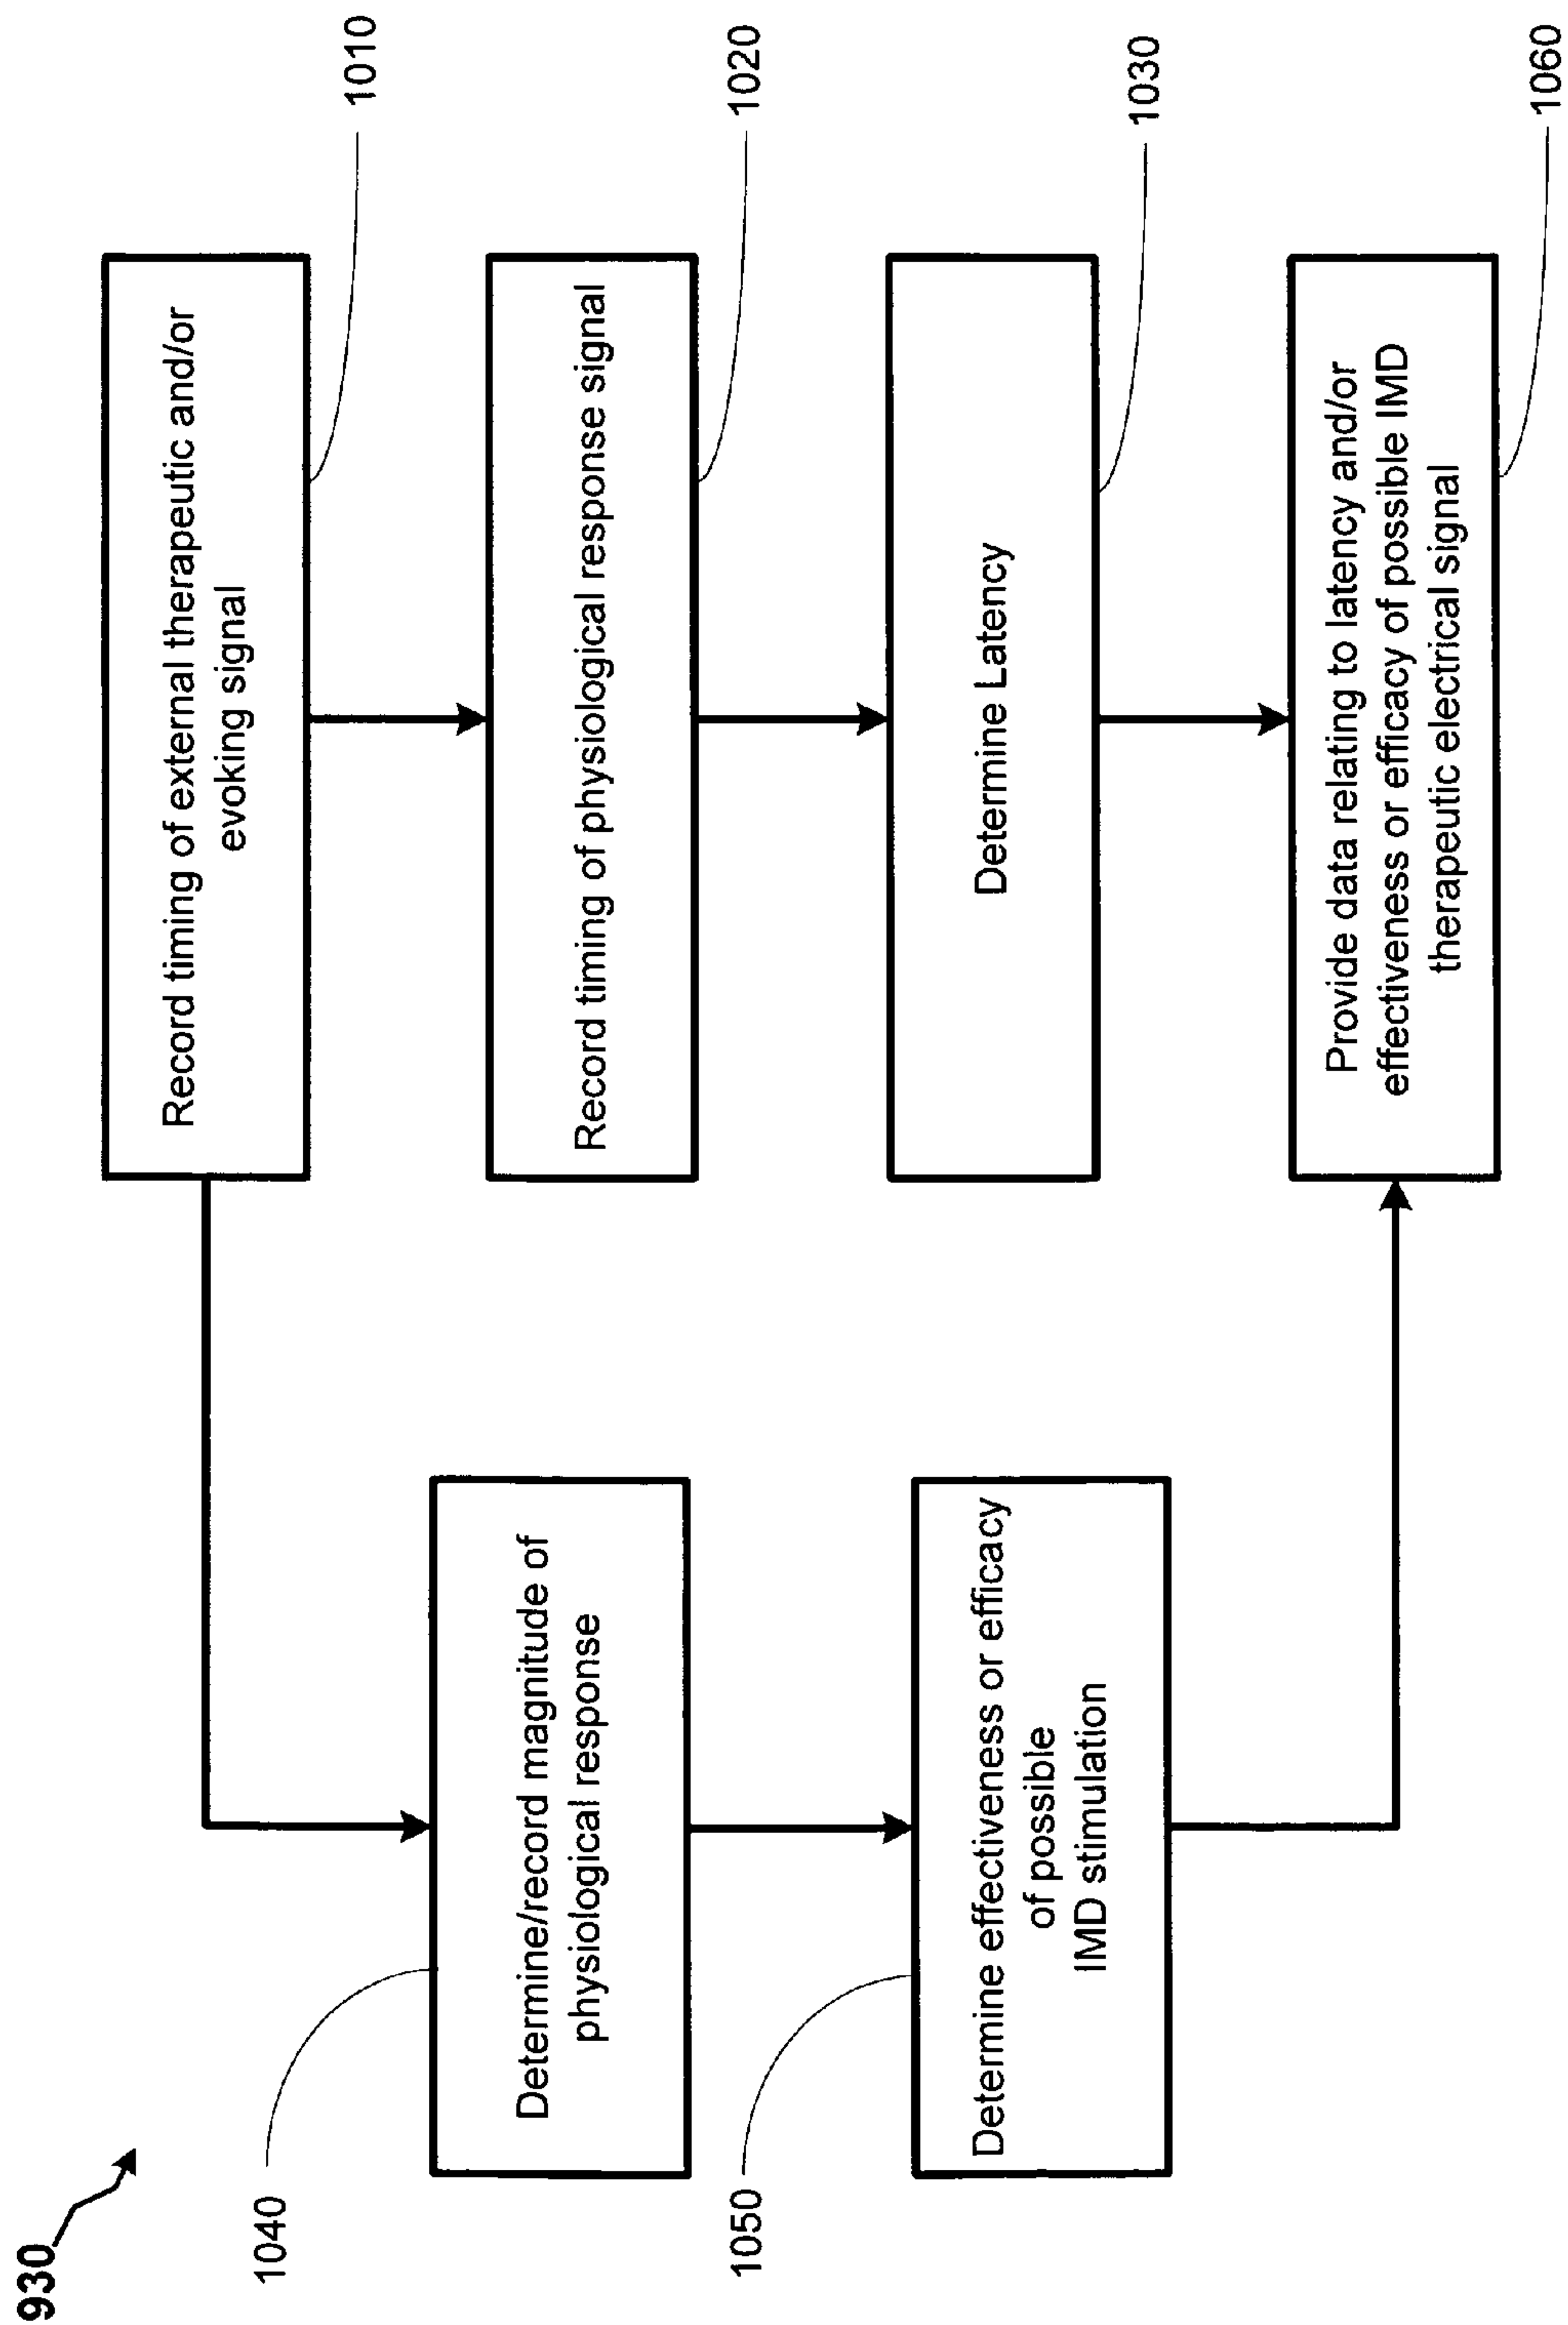 930
Record timing of external therapeutic and/or
evoking signal
1010
Record timing of physiological response signal
1020
Determine Latency
1030
1040
Determine/record magnitude of
physiological response
1050
Determine effectiveness or efficacy
of possible
IMD stimulation
Provide data relating to latency and/or
effectiveness or efficacy of possible IMD
therapeutic electrical signal
1060